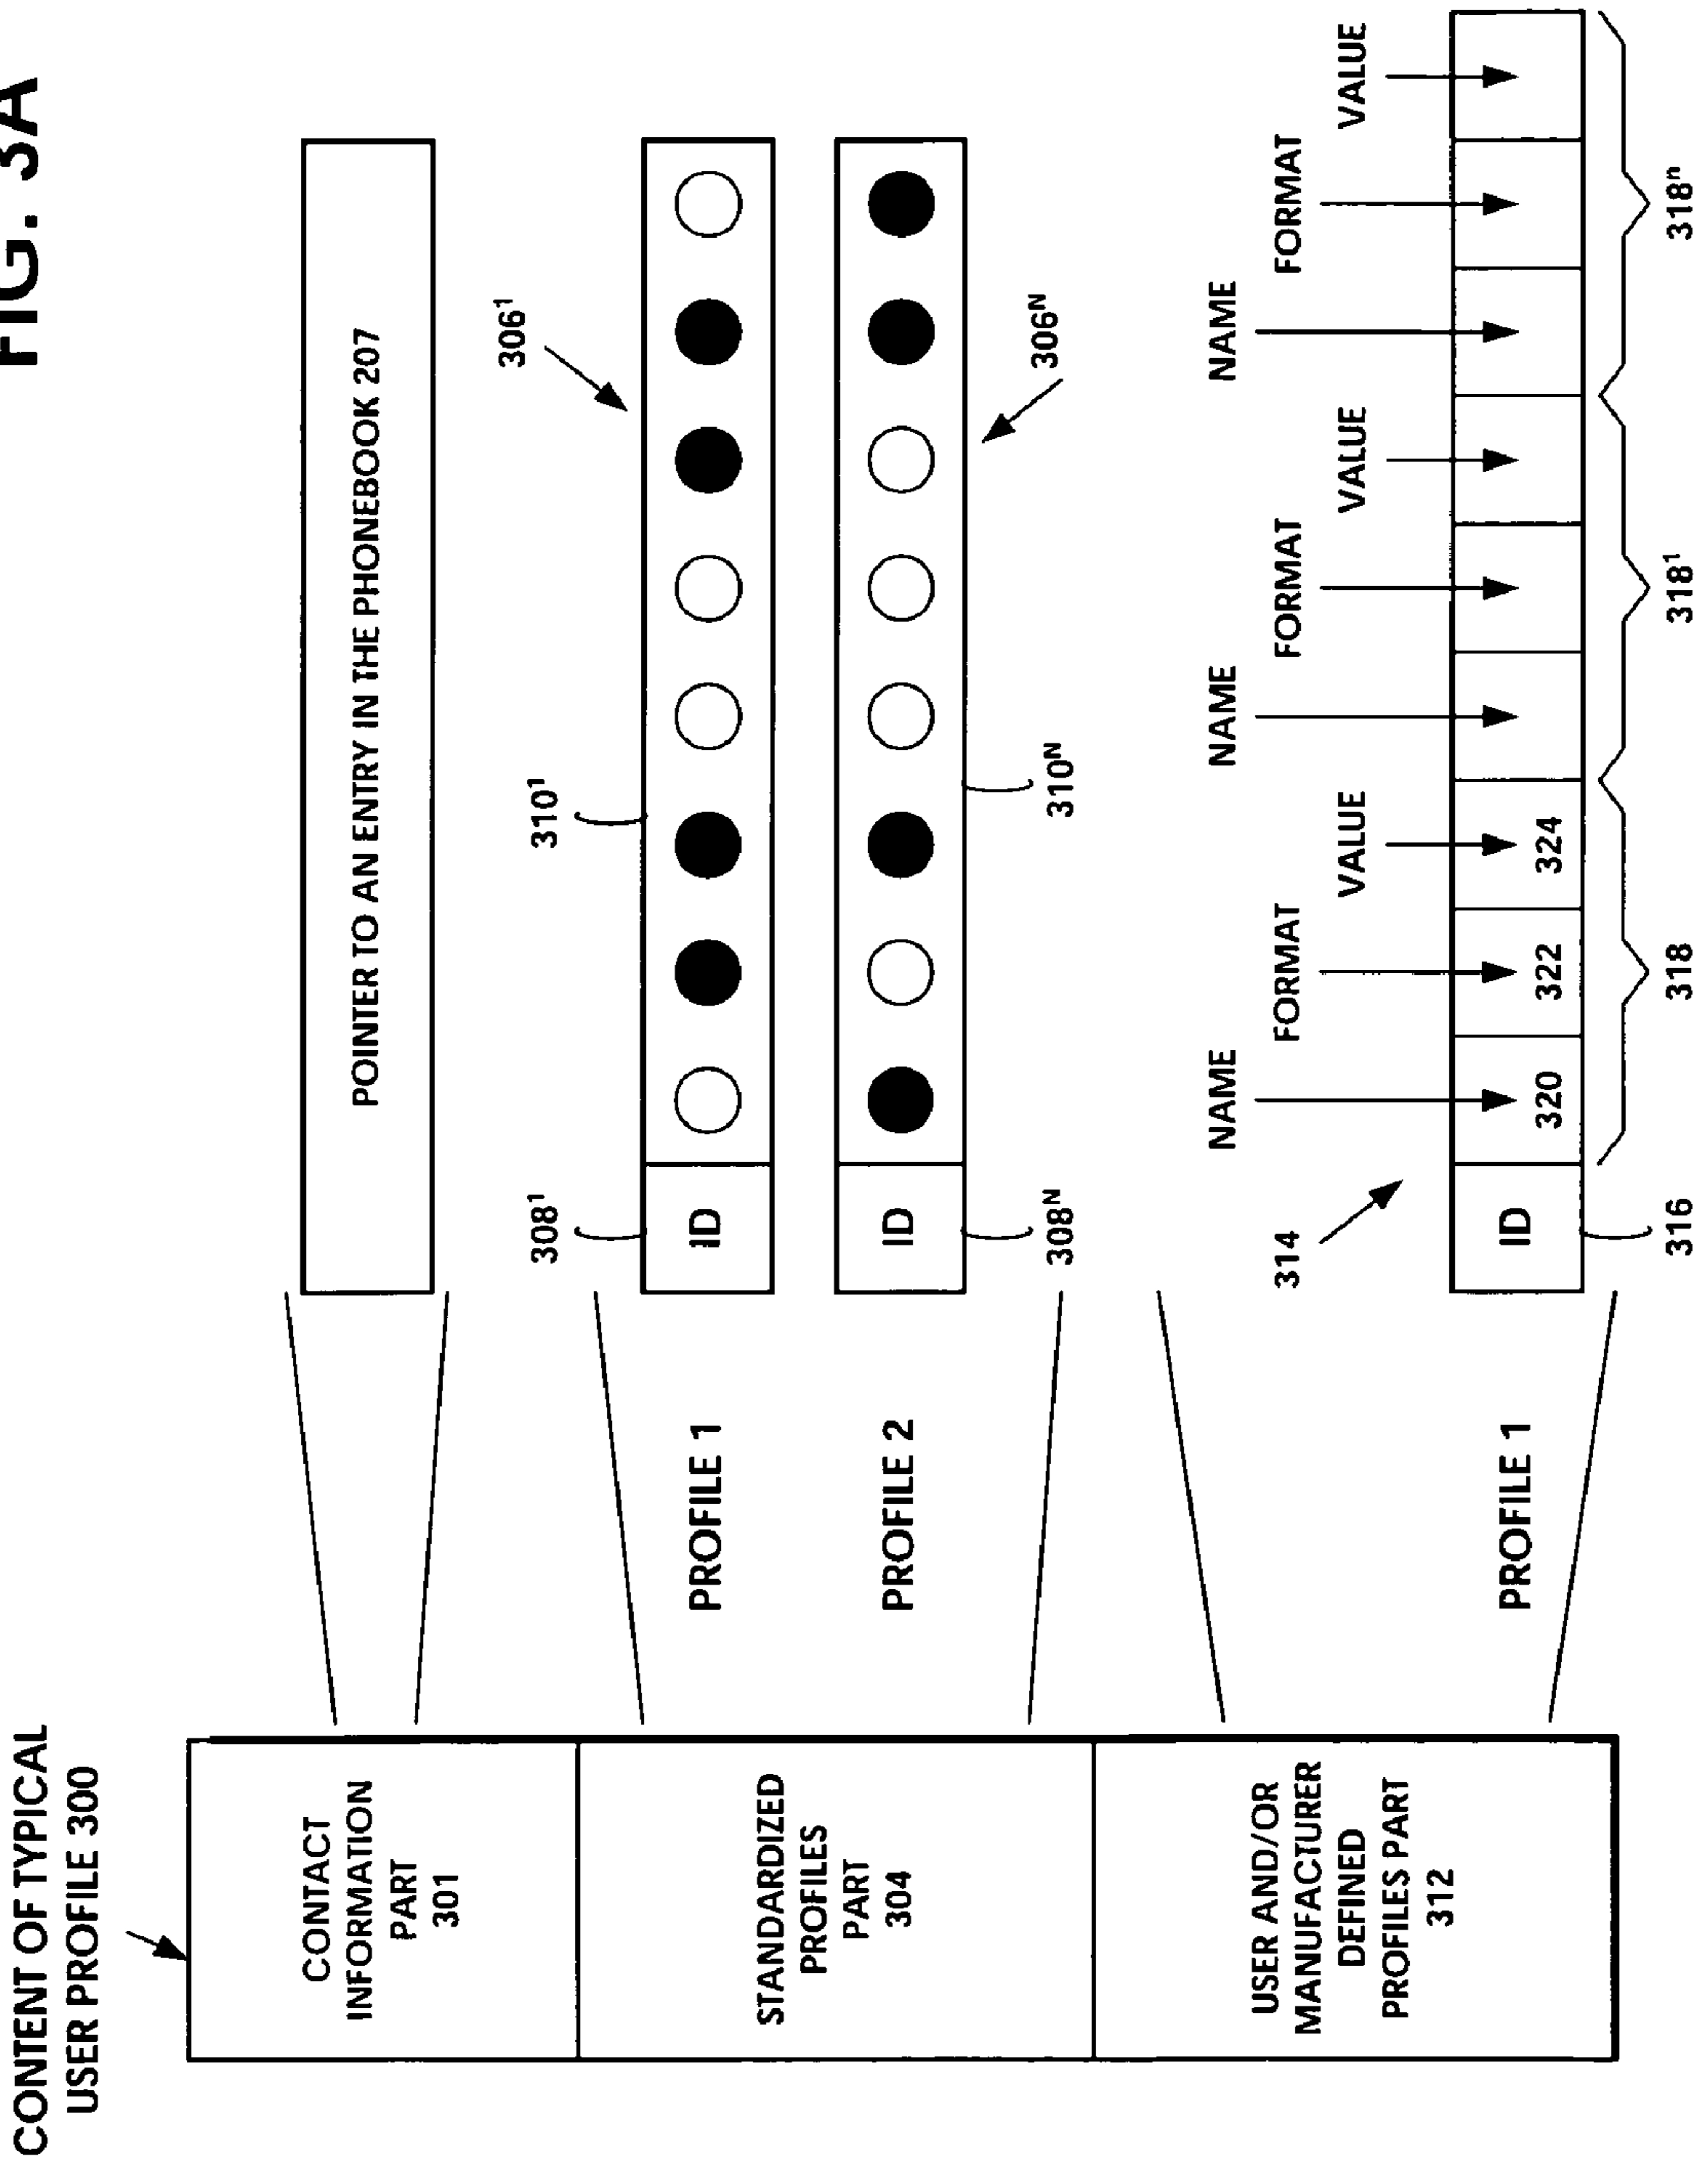 FIG. 3A
CONTENT OF TYPICAL
USER PROFILE 300
CONTACT
INFORMATION
PART
301
POINTER TO AN ENTRY IN THE PHONEBOOK 207
STANDARDIZED
PROFILES
PART
304
PROFILE 1
308¹
310¹
306¹
ID
PROFILE 2
ID
308ᴺ
310ᴺ
306ᴺ
USER AND/OR
MANUFACTURER
DEFINED
PROFILES PART
312
PROFILE 1
314
NAME
FORMAT
VALUE
NAME
FORMAT
VALUE
NAME
FORMAT
VALUE
ID
320
322
324
316
318
318¹
318ⁿ